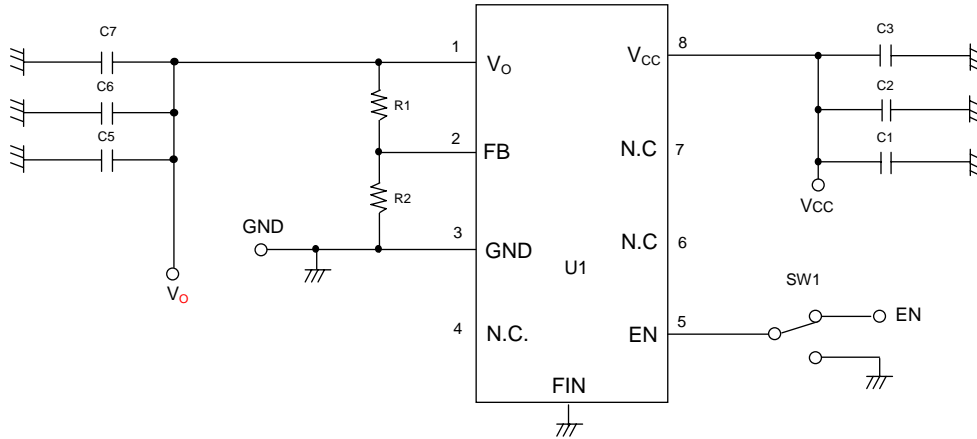 C7
C6
C5
VO
GND
R1
R2
1
VO
2
FB
3
GND
4
N.C.
U1
FIN
8
VCC
7
N.C
6
N.C
5
EN
C3
C2
C1
VCC
SW1
EN